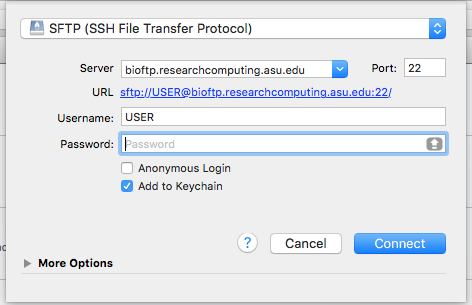 SFTP (SSH File Transfer Protocol)
Server bioftp.researchcomputing.asu.edu Port: 22
URL sftp://USER@bioftp.researchcomputing.asu.edu:22/
Username: USER
Password: Password
Anonymous Login
Add to Keychain
? Cancel Connect
More Options